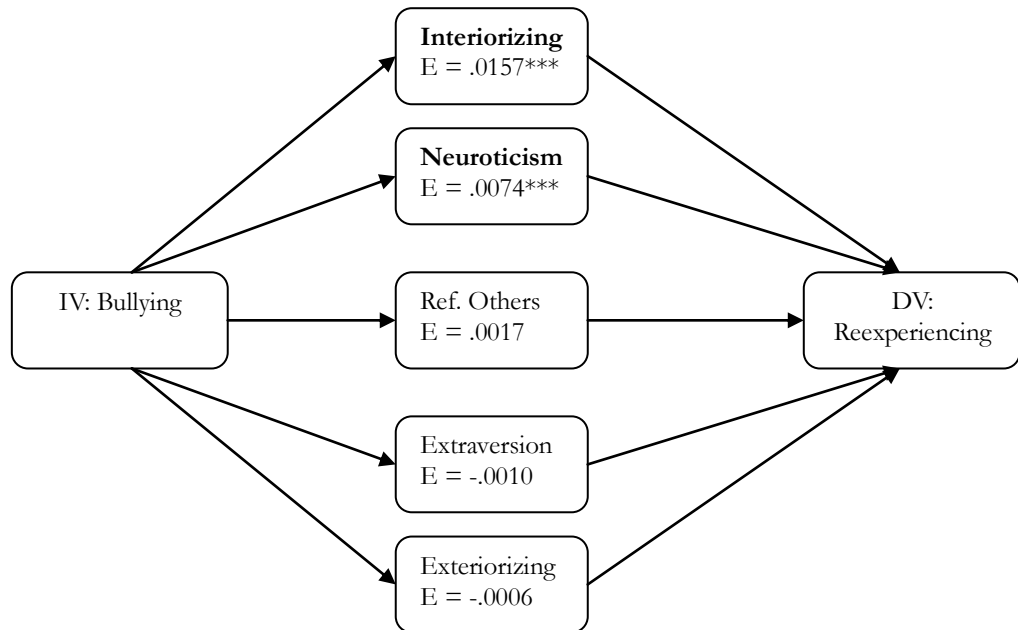 Interiorizing
E = .0157***
Neuroticism
E = .0074***
IV: Bullying
Ref. Others
E = .0017
DV:
Reexperiencing
Extraversion
E = -.0010
Exteriorizing
E = -.0006